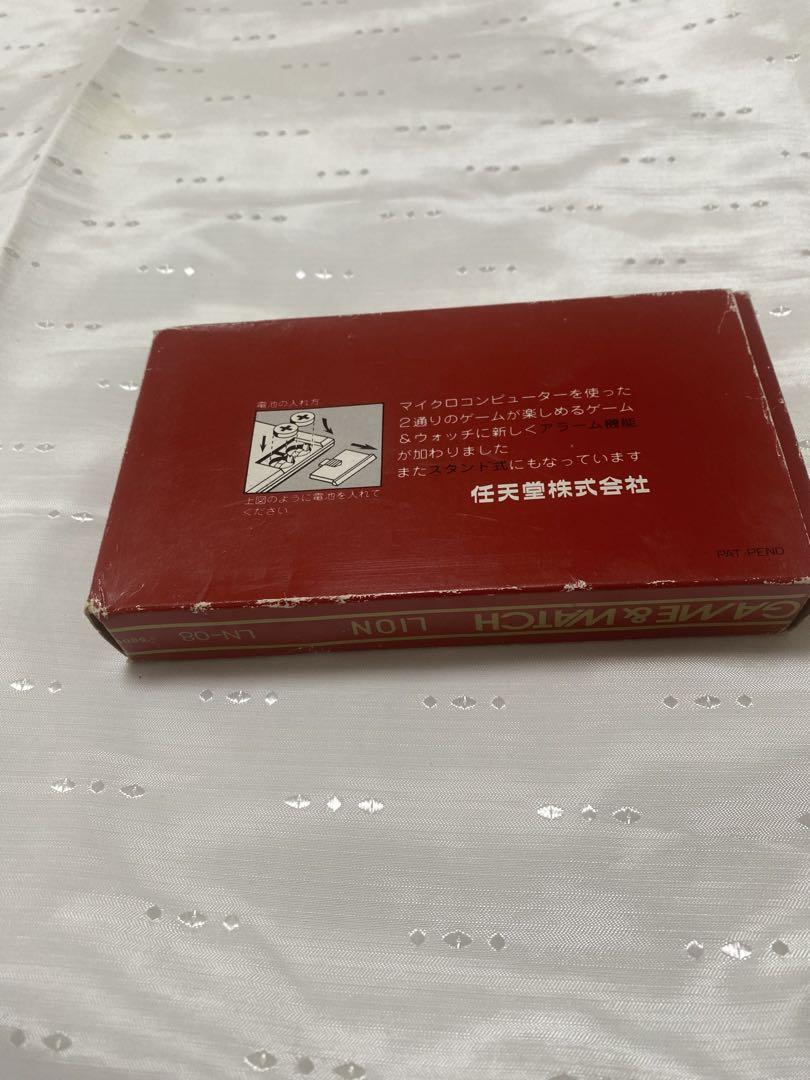 電池の入れ方
上図のように電池を入れて
ください
マイクロコンピューターを使った
2通りのゲームが楽しめるゲーム
&ウォッチに新しくアラーム機能
が加わりました
またスタンド式にもなっています
任天堂株式会社
PAT. PEND
GAME & WATCH LION LN-08